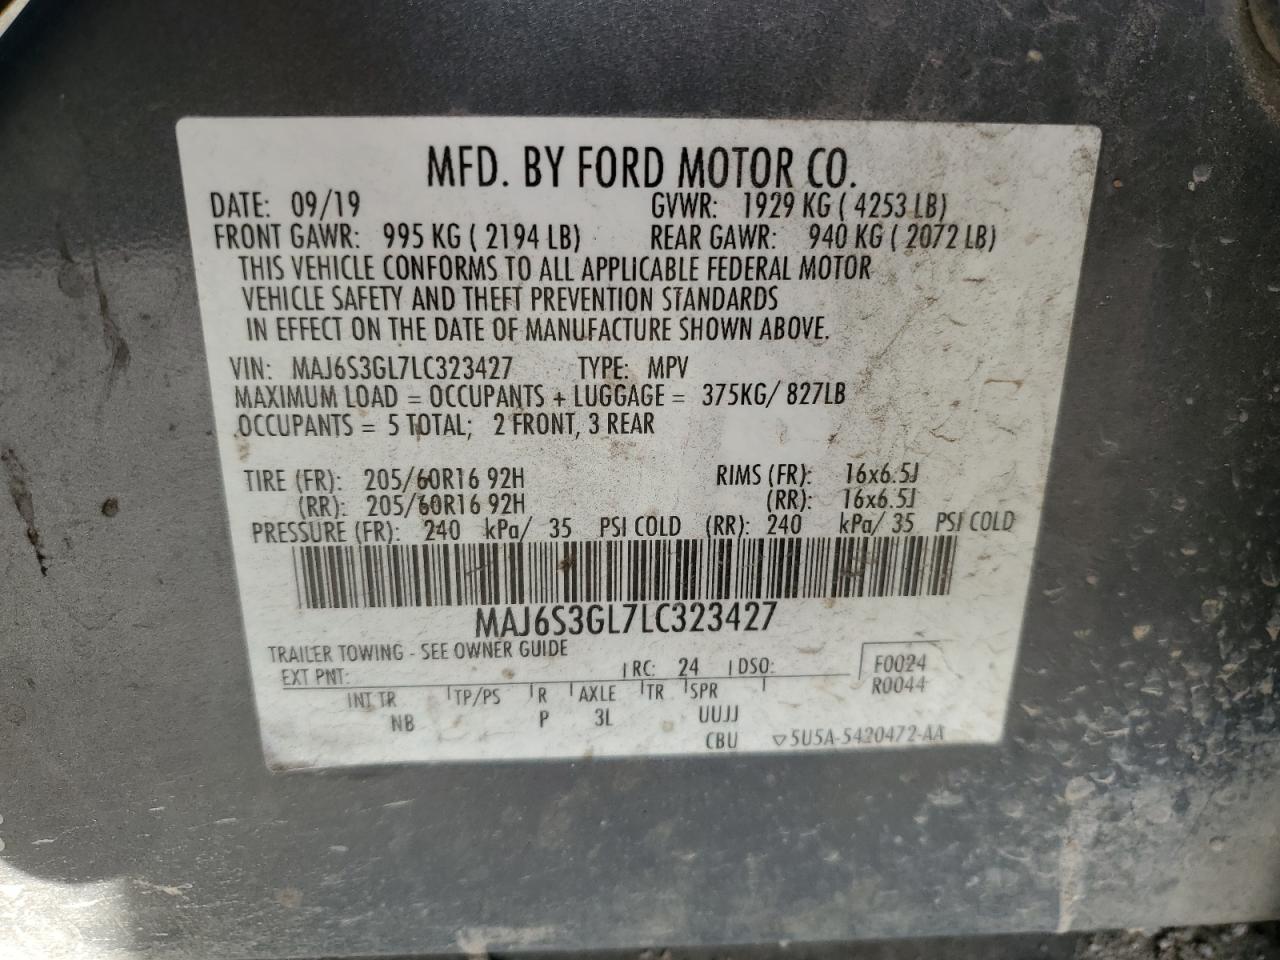 MFD. BY FORD MOTOR CO.
DATE: 09/19 GVWR: 1929 KG ( 4253 LB)
FRONT GAWR: 995 KG ( 2194 LB) REAR GAWR: 940 KG ( 2072 LB)
THIS VEHICLE CONFORMS TO ALL APPLICABLE FEDERAL MOTOR
VEHICLE SAFETY AND THEFT PREVENTION STANDARDS
IN EFFECT ON THE DATE OF MANUFACTURE SHOWN ABOVE.
VIN: MAJ6S3GL7LC323427 TYPE: MPV
MAXIMUM LOAD = OCCUPANTS + LUGGAGE = 375KG/ 827LB
OCCUPANTS = 5 TOTAL; 2 FRONT, 3 REAR
TIRE (FR): 205/60R16 92H RIMS (FR): 16x6.5J
(RR): 205/60R16 92H (RR): 16x6.5J
PRESSURE (FR): 240 kPa/ 35 PSI COLD (RR): 240 kPa/ 35 PSI COLD
MAJ6S3GL7LC323427
TRAILER TOWING - SEE OWNER GUIDE
EXT PNT: RC: 24 DSO: F0024
R0044
INT TR TP/PS R AXLE TR SPR
NB P 3L UUJJ
CBU ▽5U5A-5420472-AA